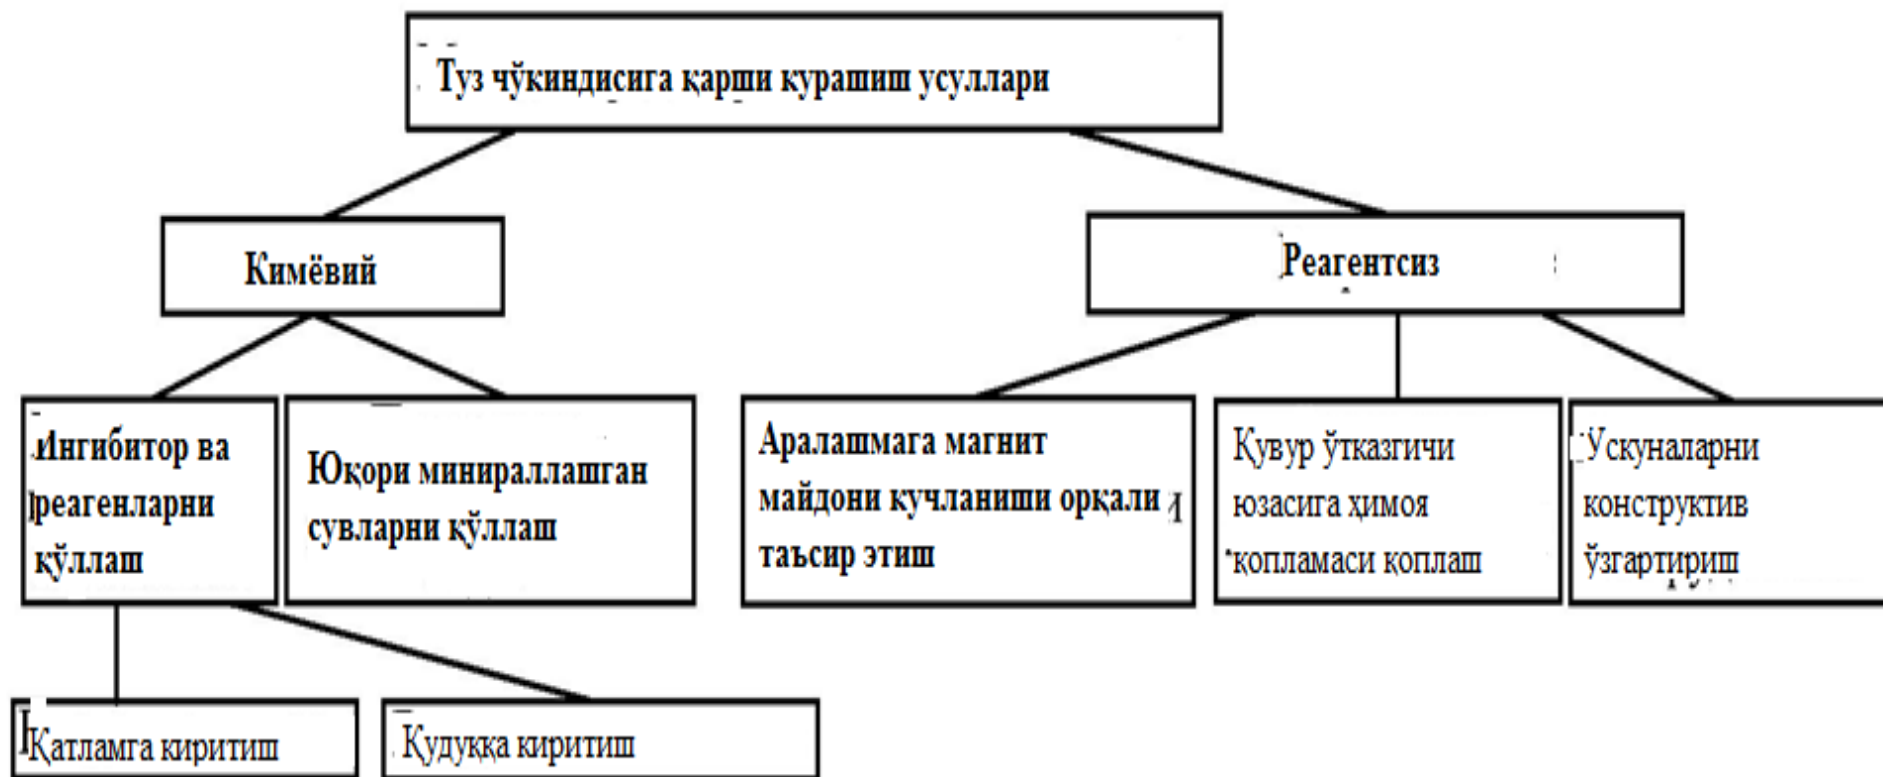 Туз чўкиндисига қарши курашиш усуллари
Кимёвий
Реагентсиз
Ингибитор ва
реагенларни
қўллаш
Юқори минираллашган
сувларни қўллаш
Аралашмага магнит
майдони кучланиши орқали
таъсир этиш
Қувур ўтказгичи
юзасига ҳимоя
қопламаси қоплаш
Ускуналарни
конструктив
ўзгартириш
Қатламга киритиш
Қудуққа киритиш